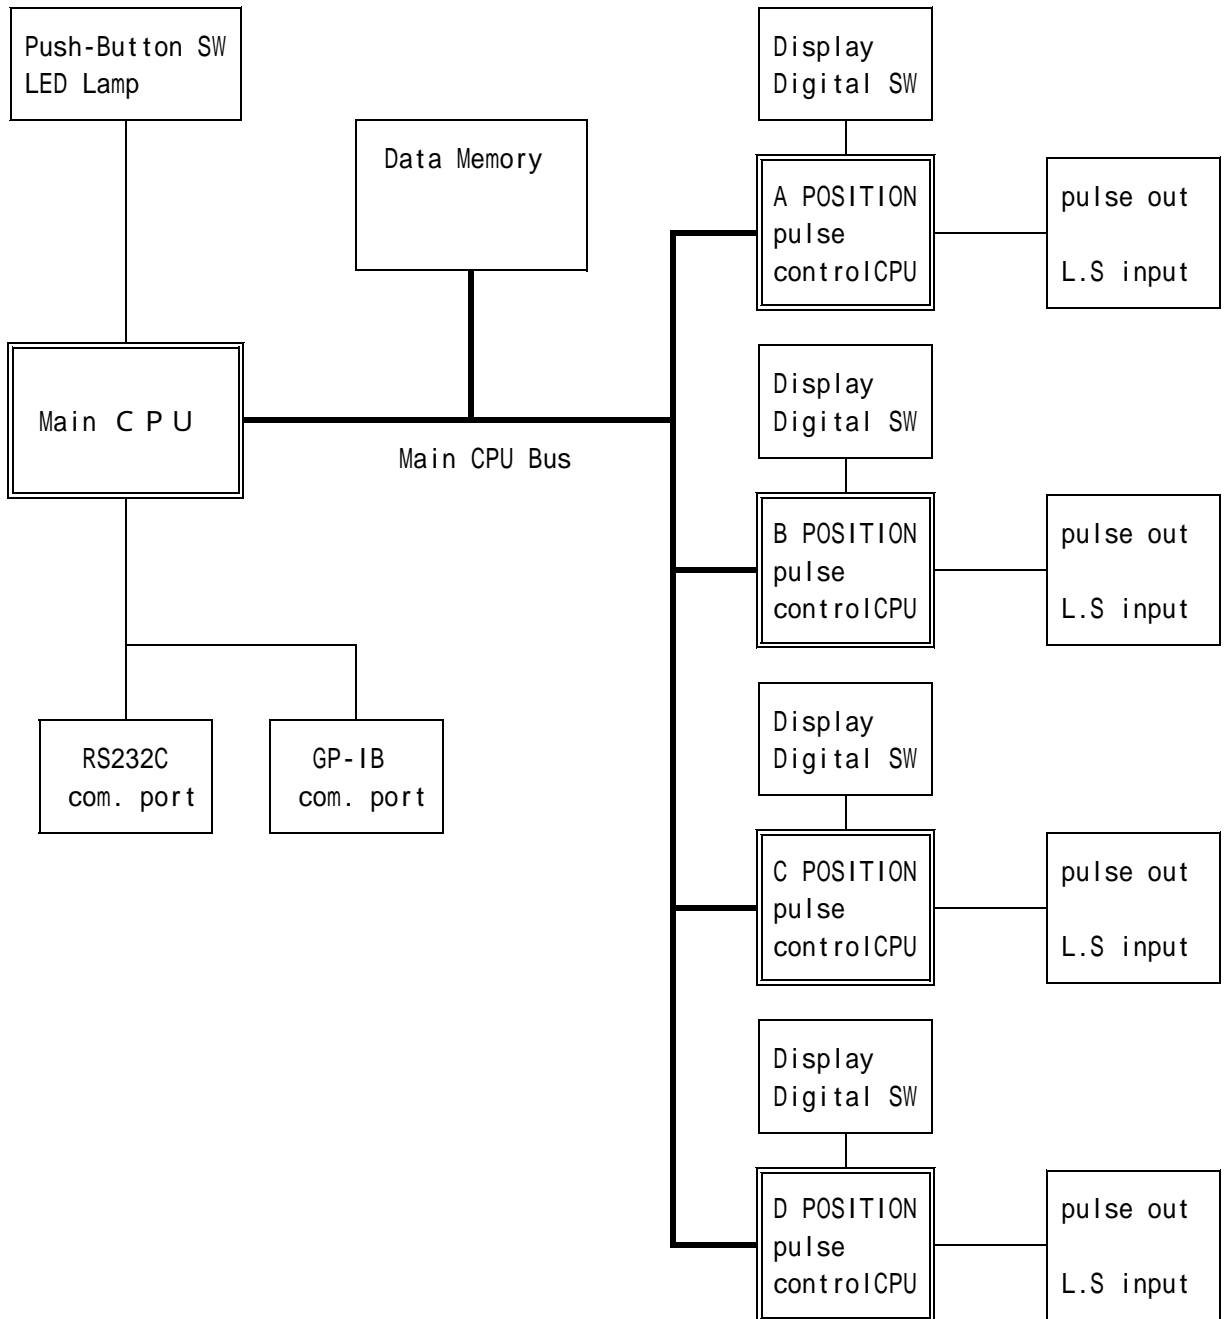 Push-Button SW
LED Lamp
Data Memory
Main CPU
Main CPU Bus
RS232C
com. port
GP-IB
com. port
Display
Digital SW
A POSITION
pulse
controlCPU
pulse out
L.S input
Display
Digital SW
B POSITION
pulse
controlCPU
pulse out
L.S input
Display
Digital SW
C POSITION
pulse
controlCPU
pulse out
L.S input
Display
Digital SW
D POSITION
pulse
controlCPU
pulse out
L.S input